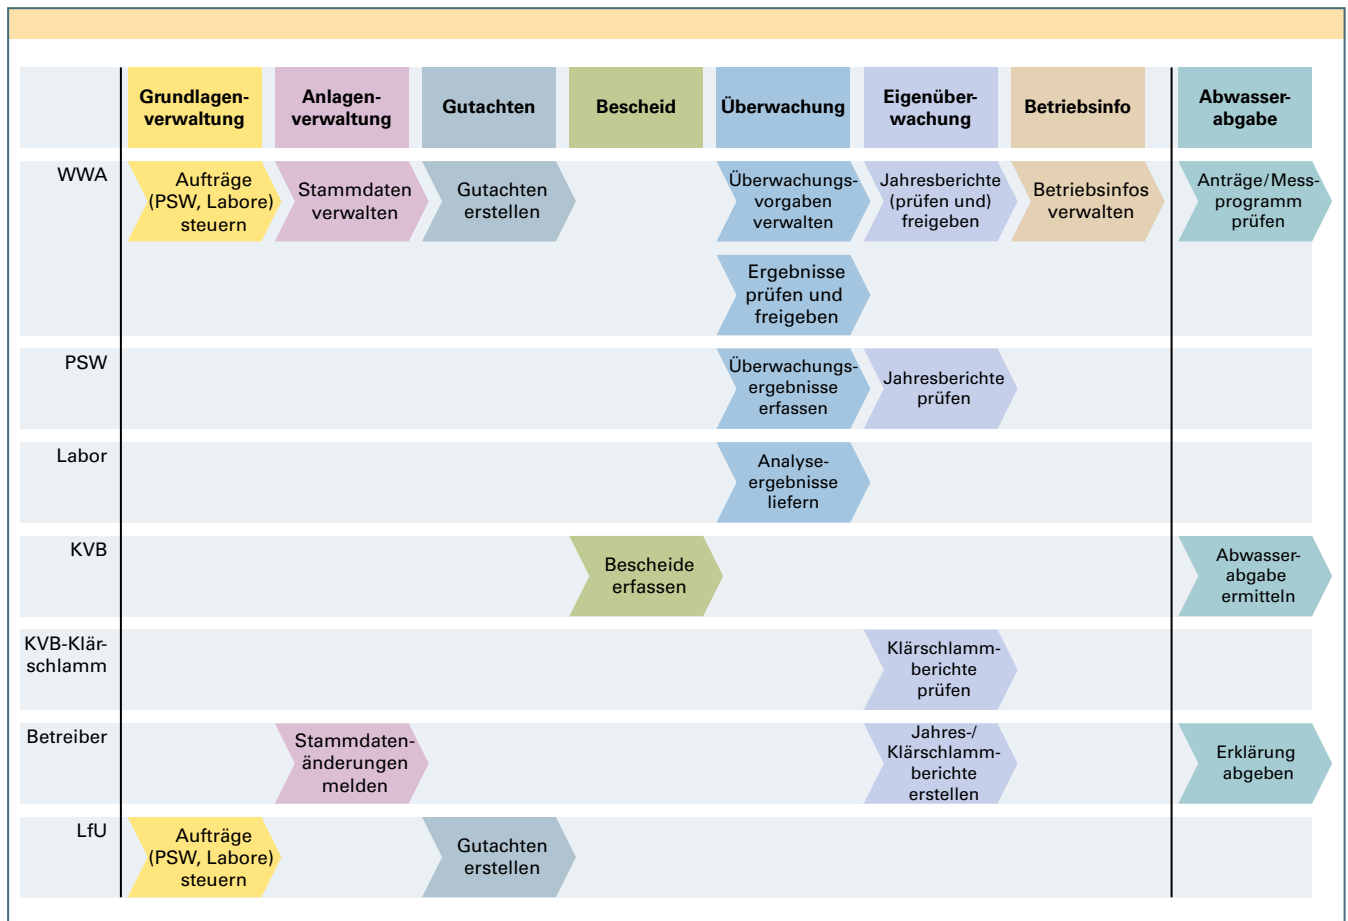 Grundlagen-
verwaltung
Anlagen-
verwaltung
Gutachten
Bescheid
Überwachung
Eigenüber-
wachung
Betriebsinfo
Abwasser-
abgabe
WWA
Aufträge
(PSW, Labore)
steuern
Stammdaten
verwalten
Gutachten
erstellen
Überwachungs-
vorgaben
verwalten
Jahresberichte
(prüfen und)
freigeben
Betriebsinfos
verwalten
Anträge/Mess-
programm
prüfen
Ergebnisse
prüfen und
freigeben
PSW
Überwachungs-
ergebnisse
erfassen
Jahresberichte
prüfen
Labor
Analyse-
ergebnisse
liefern
KVB
Bescheide
erfassen
Abwasser-
abgabe
ermitteln
KVB-Klär-
schlamm
Klärschlamm-
berichte
prüfen
Betreiber
Stammdaten-
änderungen
melden
Jahres-/
Klärschlamm-
berichte
erstellen
Erklärung
abgeben
LfU
Aufträge
(PSW, Labore)
steuern
Gutachten
erstellen